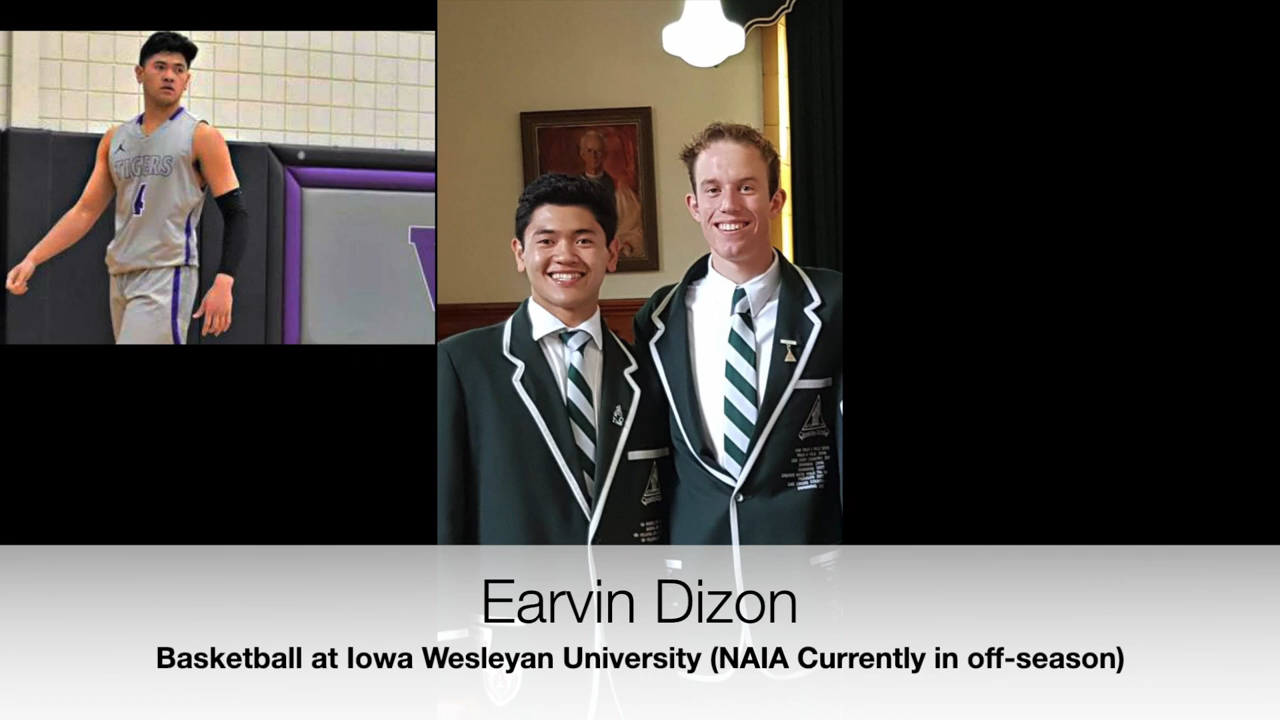 TIGERS
4
Earvin Dizon
Basketball at Iowa Wesleyan University (NAIA Currently in off-season)